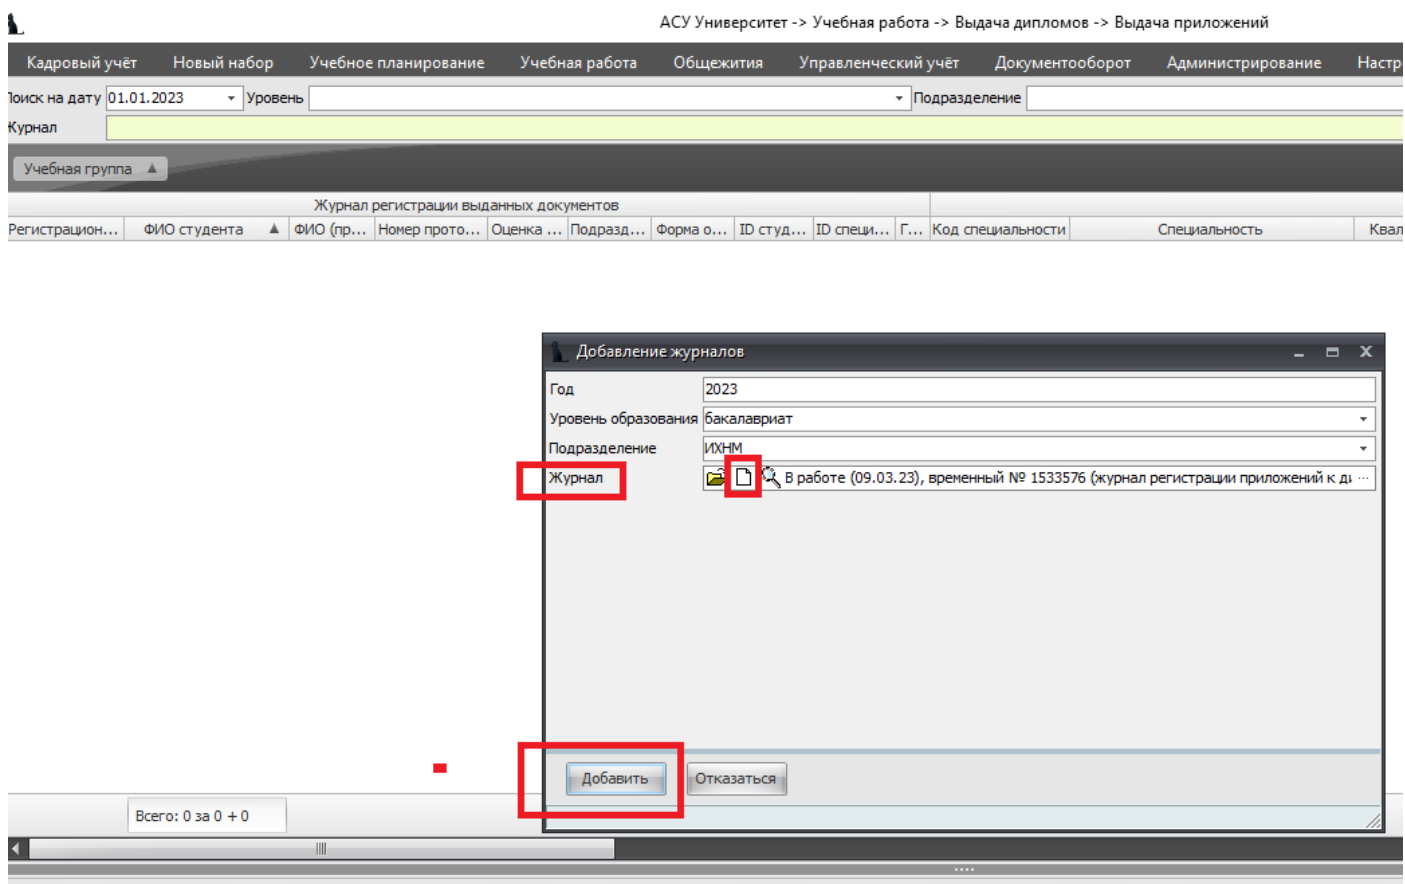 АСУ Университет -> Учебная работа -> Выдача дипломов -> Выдача приложений
Кадровый учёт Новый набор Учебное планирование Учебная работа Общежития Управленческий учёт Документооборот Администрирование Настр
Поиск на дату 01.01.2023 Уровень Подразделение
Журнал
Учебная группа
Журнал регистрации выданных документов
Регистрацион... ФИО студента ФИО (пр... Номер прото... Оценка ... Подразд... Форма о... ID студ... ID специ... Г... Код специальности Специальность Квал
Добавление журналов
Год 2023
Уровень образования бакалавриат
Подразделение ИХНМ
Журнал В работе (09.03.23), временный № 1533576 (журнал регистрации приложений к ди ...
Добавить Отказаться
Всего: 0 за 0 + 0